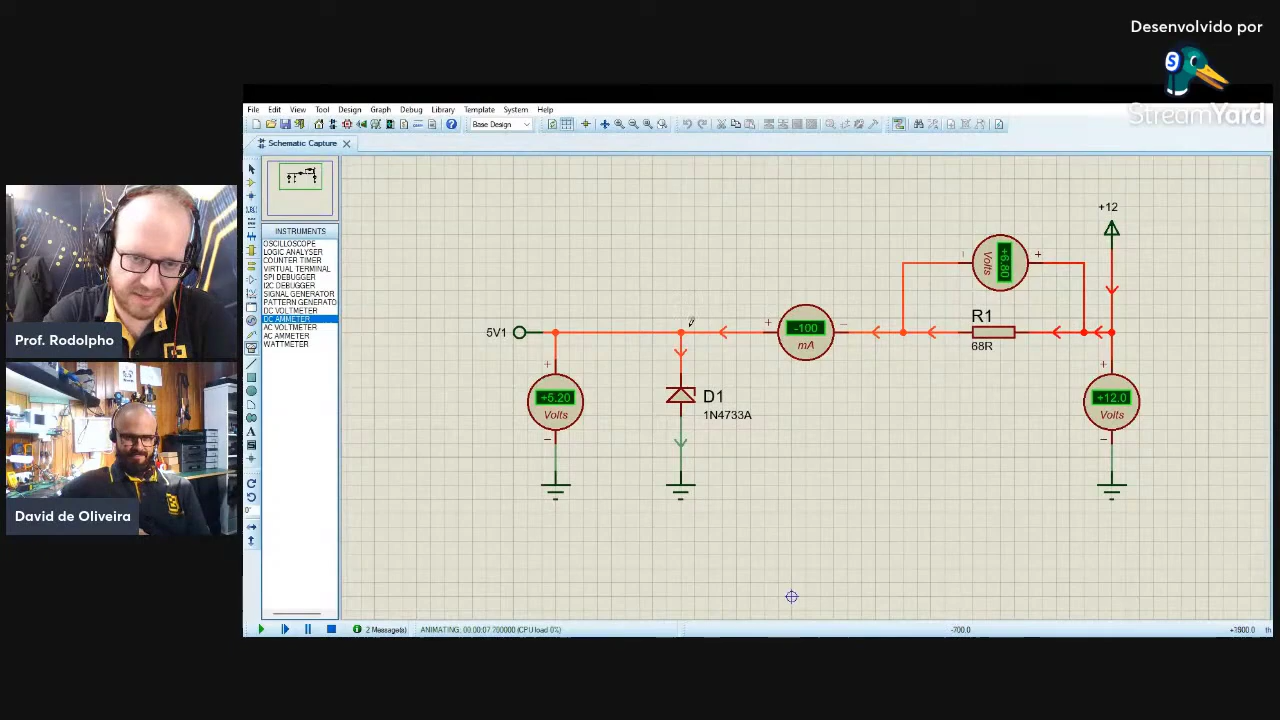 Desenvolvido por
S
StreamYard
File Edit View Tool Design Graph Debug Library Template System Help
Base Design
Schematic Capture
INSTRUMENTS
OSCILLOSCOPE
LOGIC ANALYSER
COUNTER TIMER
VIRTUAL TERMINAL
SPI DEBUGGER
I2C DEBUGGER
SIGNAL GENERATOR
PATTERN GENERATO
DC VOLTMETER
DC AMMETER
AC VOLTMETER
AC AMMETER
WATTMETER
A
0°
+12
+6.80
Volts
+
R1
68R
5V1
+ −
-100
mA
+
+5.20
Volts
−
D1
1N4733A
+
+12.0
Volts
−
Prof. Rodolpho
David de Oliveira
2 Message(s)
ANIMATING: 00:00:07.700000 (CPU load 0%)
-700.0
+3900.0 th